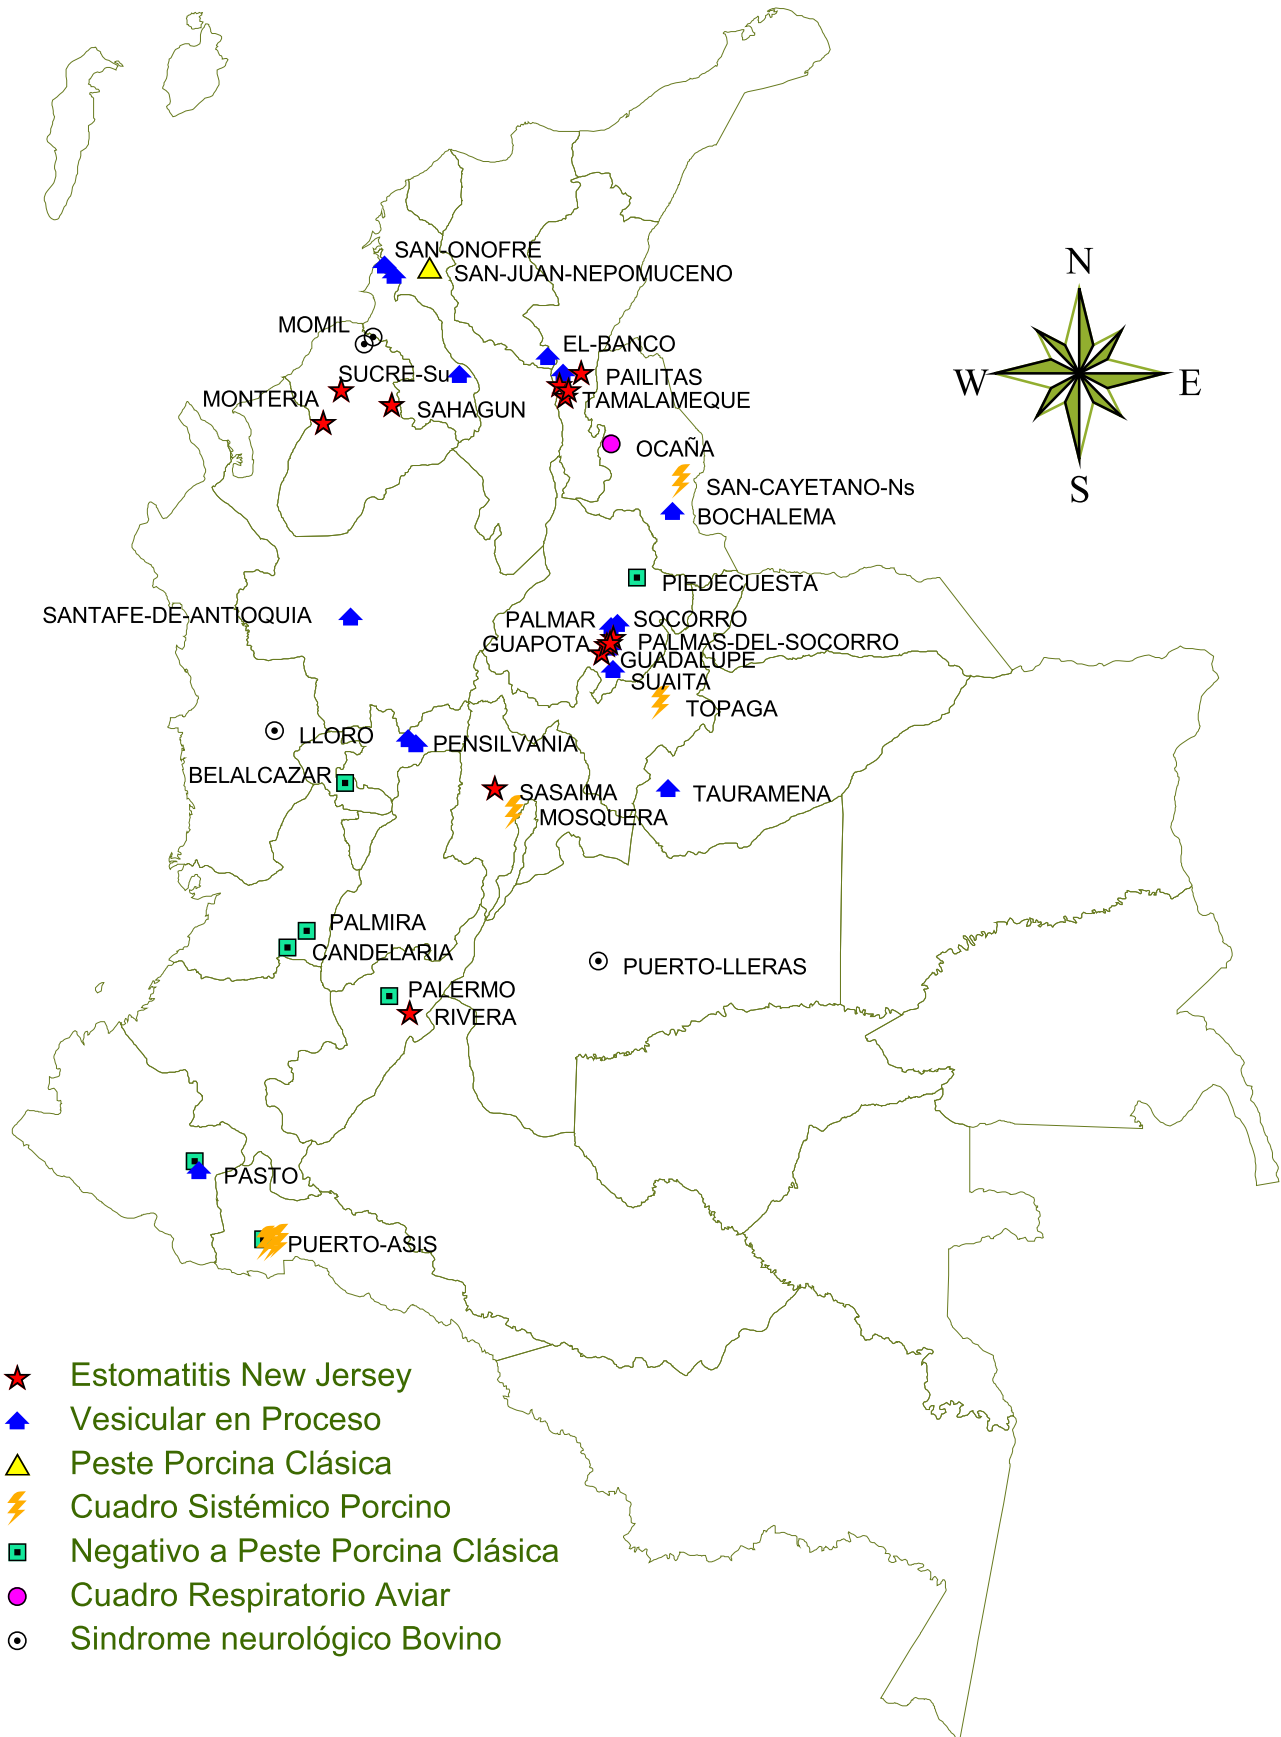 SAN-ONOFRE
SAN-JUAN-NEPOMUCENO
N
MOMIL
EL-BANCO
SUCRE-Su
PAILITAS
W
E
MONTERIA
TAMALAMEQUE
SAHAGUN
OCAÑA
SAN-CAYETANO-Ns
S
BOCHALEMA
PIEDECUESTA
SANTAFE-DE-ANTIOQUIA
PALMAR
SOCORRO
GUAPOTA
PALMAS-DEL-SOCORRO
GUADALUPE
SUAITA
TOPAGA
LLORO
PENSILVANIA
BELALCAZAR
SASAIMA
TAURAMENA
MOSQUERA
PALMIRA
CANDELARIA
PUERTO-LLERAS
PALERMO
RIVERA
PASTO
PUERTO-ASIS
Estomatitis New Jersey
Vesicular en Proceso
Peste Porcina Clásica
Cuadro Sistémico Porcino
Negativo a Peste Porcina Clásica
Cuadro Respiratorio Aviar
Sindrome neurológico Bovino